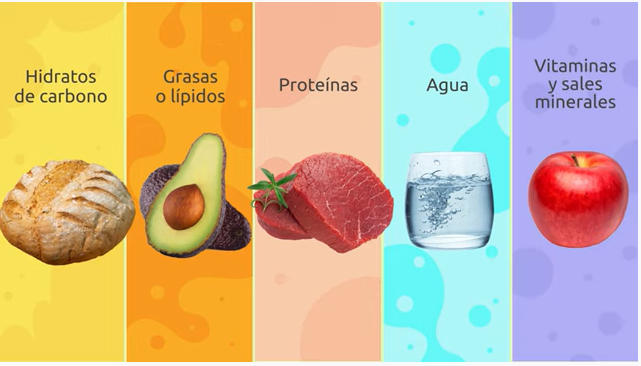 Hidratos
de carbono
Grasas
o lípidos
Proteínas
Agua
Vitaminas
y sales
minerales